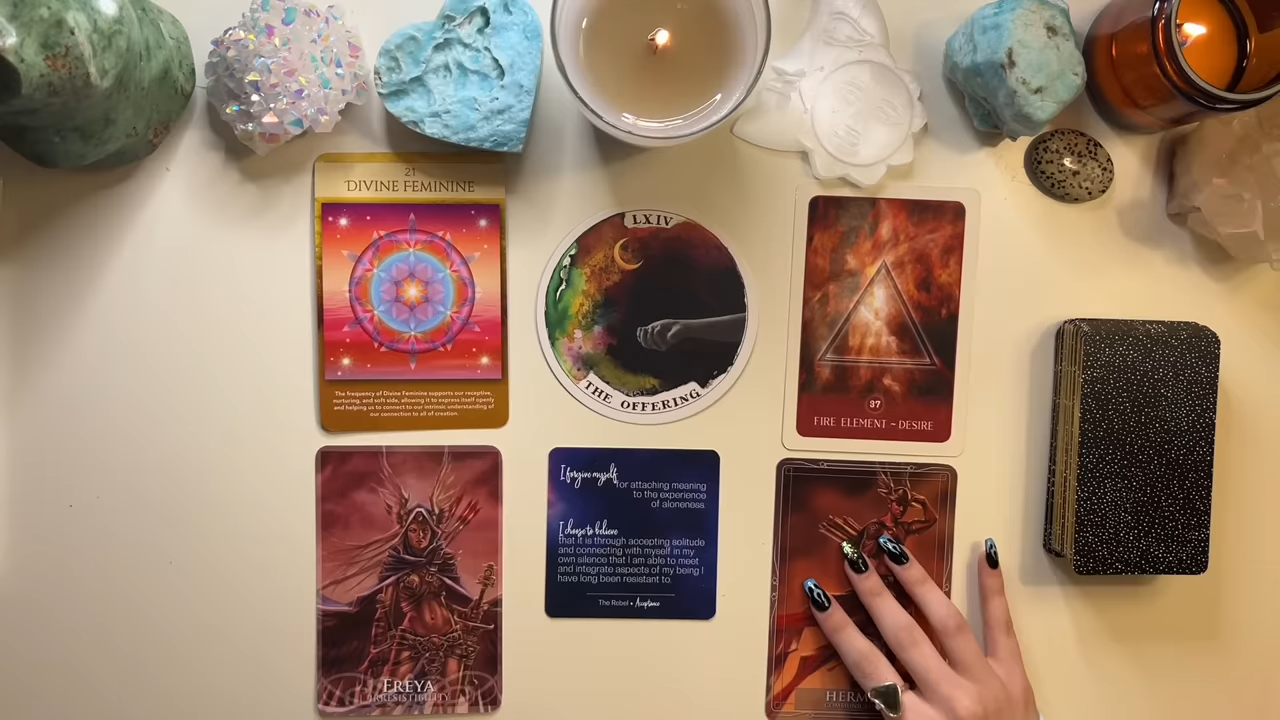 21
DIVINE FEMININE
The frequency of Divine Feminine supports our receptive,
nurturing, and soft side, allowing it to express itself openly
and helping us to connect to our intrinsic understanding of
our connection to all of creation.
LXIV
THE OFFERING
37
FIRE ELEMENT ~ DESIRE
FREYA
IRRESISTIBILITY
I forgive myself
for attaching meaning
to the experience
of aloneness.
I choose to believe
that it is through accepting solitude
and connecting with myself in my
own silence that I am able to meet
and integrate aspects of my being I
have long been resistant to.
The Rebel • Acceptance
HERM
COMMUNIC